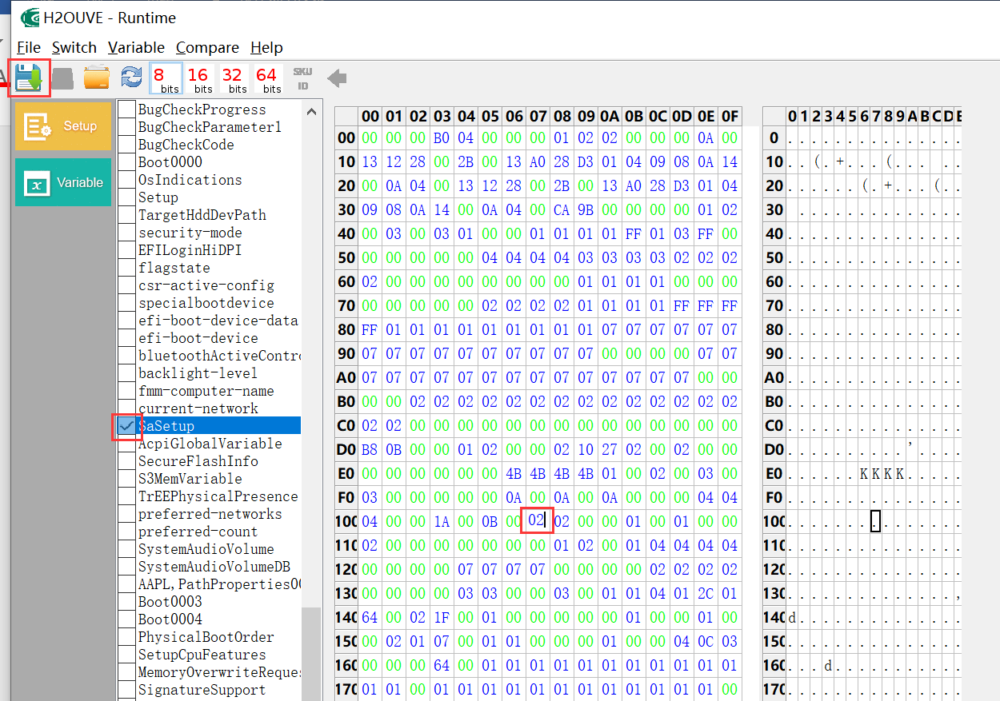 H2OUVE - Runtime
File Switch Variable Compare Help
8 bits 16 bits 32 bits 64 bits SKU ID
Setup
Variable
BugCheckProgress
BugCheckParameter1
BugCheckCode
Boot0000
OsIndications
Setup
TargetHddDevPath
security-mode
EFILoginHiDPI
flagstate
csr-active-config
specialbootdevice
efi-boot-device-data
efi-boot-device
bluetoothActiveContro
backlight-level
fmm-computer-name
current-network
SaSetup
AcpiGlobalVariable
SecureFlashInfo
S3MemVariable
TrEEPhysicalPresence
preferred-networks
preferred-count
SystemAudioVolume
SystemAudioVolumeDB
AAPL,PathProperties00
Boot0003
Boot0004
PhysicalBootOrder
SetupCpuFeatures
MemoryOverwriteReques
SignatureSupport
00 01 02 03 04 05 06 07 08 09 0A 0B 0C 0D 0E 0F
00 00 00 00 B0 04 00 00 00 01 02 02 00 00 00 0A 00
10 13 12 28 00 2B 00 13 A0 28 D3 01 04 09 08 0A 14
20 00 0A 04 00 13 12 28 00 2B 00 13 A0 28 D3 01 04
30 09 08 0A 14 00 0A 04 00 CA 9B 00 00 00 00 01 02
40 00 03 00 03 01 00 00 01 01 01 01 FF 01 03 FF 00
50 00 00 00 00 00 04 04 04 04 03 03 03 03 02 02 02
60 02 00 00 00 00 00 00 00 00 01 01 01 01 00 00 00
70 00 00 00 00 00 02 02 02 02 01 01 01 01 FF FF FF
80 FF 01 01 01 01 01 01 01 01 01 07 07 07 07 07 07
90 07 07 07 07 07 07 07 07 07 07 00 00 00 00 07 07
A0 07 07 07 07 07 07 07 07 07 07 07 07 07 07 00 00
B0 00 00 02 02 02 02 02 02 02 02 02 02 02 02 02 02
C0 02 02 00 00 00 00 00 00 00 00 00 00 00 00 00 00
D0 B8 0B 00 00 01 02 00 00 02 10 27 02 00 02 00 00
E0 00 00 00 00 00 00 4B 4B 4B 4B 01 00 02 00 03 00
F0 03 00 00 00 00 00 0A 00 0A 00 0A 00 00 00 04 04
100 04 00 00 1A 00 0B 00 02 02 00 00 01 00 01 00 00
110 02 00 00 00 00 00 00 00 01 02 00 01 04 04 04 04
120 00 00 00 00 07 07 07 07 00 00 00 00 02 02 02 02
130 00 00 00 00 03 03 00 00 03 00 01 01 04 01 2C 01
140 64 00 02 1F 00 01 00 00 00 00 00 01 00 00 01 00
150 00 02 01 07 00 01 01 00 00 00 01 00 00 04 0C 03
160 00 00 00 64 00 01 01 01 01 01 01 01 01 01 01 01
170 01 01 00 01 01 01 01 01 01 01 01 01 01 01 01 00
0 1 2 3 4 5 6 7 8 9 A B C D E
0 . . . . . . . . . . . . . . .
10 . . ( . + . . . ( . . . . .
20 . . . . . . ( . + . . . ( . .
30 . . . . . . . . . . . . . . .
40 . . . . . . . . . . . . . . .
50 . . . . . . . . . . . . . . .
60 . . . . . . . . . . . . . . .
70 . . . . . . . . . . . . . . .
80 . . . . . . . . . . . . . . .
90 . . . . . . . . . . . . . . .
A0 . . . . . . . . . . . . . . .
B0 . . . . . . . . . . . . . . .
C0 . . . . . . . . . . . . . . .
D0 . . . . . . . . . . ' . . . .
E0 . . . . . . K K K K . . . . .
F0 . . . . . . . . . . . . . . .
100 . . . . . . . . . . . . . . .
110 . . . . . . . . . . . . . . .
120 . . . . . . . . . . . . . . .
130 . . . . . . . . . . . . . . ,
140 d . . . . . . . . . . . . . .
150 . . . . . . . . . . . . . . .
160 . . . d . . . . . . . . . . .
170 . . . . . . . . . . . . . . .